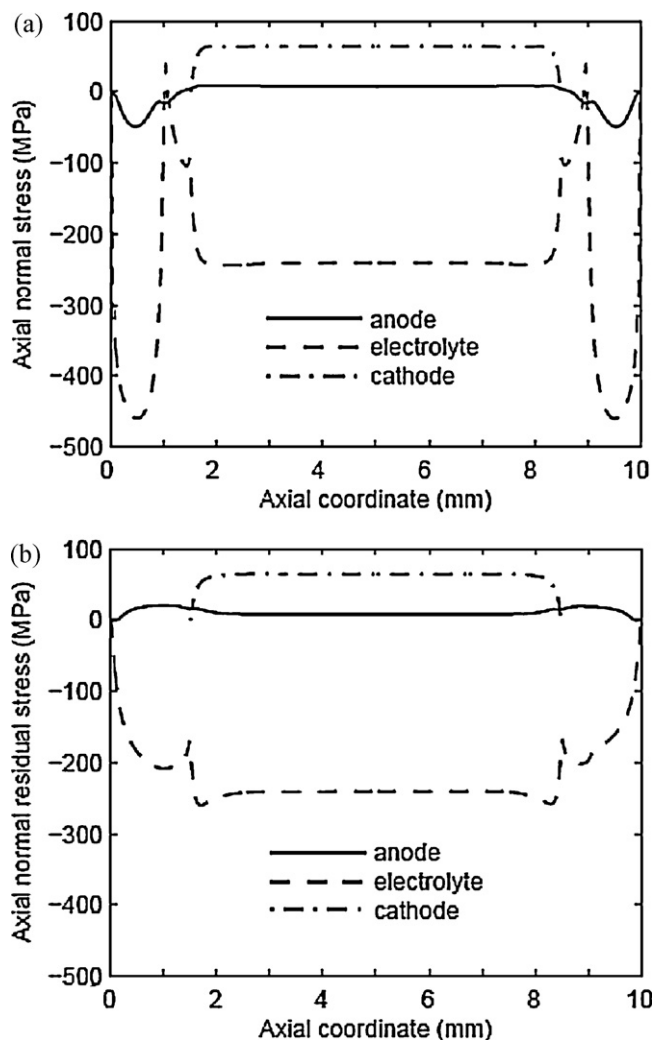 (a)
Axial normal stress (MPa)
100
0
−100
−200
−300
−400
−500
anode
electrolyte
cathode
0 2 4 6 8 10
Axial coordinate (mm)
(b)
Axial normal residual stress (MPa)
100
0
−100
−200
−300
−400
−500
anode
electrolyte
cathode
0 2 4 6 8 10
Axial coordinate (mm)